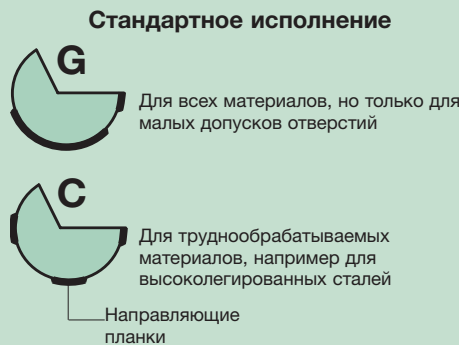 Стандартное исполнение
G
Для всех материалов, но только для
малых допусков отверстий
C
Для труднообрабатываемых
материалов, например для
высоколегированных сталей
Направляющие
планки